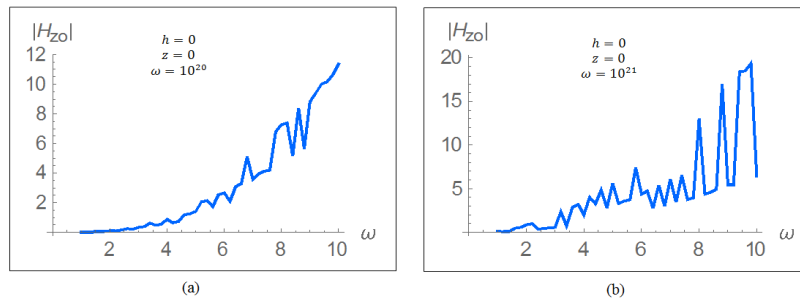 |H_zo|
12
10
8
6
4
2
h = 0
z = 0
ω = 10^20
2 4 6 8 10 ω
(a)
|H_zo|
20
15
10
5
h = 0
z = 0
ω = 10^21
2 4 6 8 10 ω
(b)